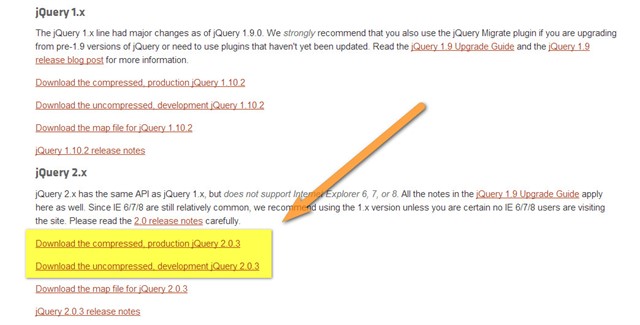 jQuery 1.x
The jQuery 1.x line had major changes as of jQuery 1.9.0. We strongly recommend that you also use the jQuery Migrate plugin if you are upgrading
from pre-1.9 versions of jQuery or need to use plugins that haven't yet been updated. Read the jQuery 1.9 Upgrade Guide and the jQuery 1.9
release blog post for more information.
Download the compressed, production jQuery 1.10.2
Download the uncompressed, development jQuery 1.10.2
Download the map file for jQuery 1.10.2
jQuery 1.10.2 release notes
jQuery 2.x
jQuery 2.x has the same API as jQuery 1.x, but does not support Internet Explorer 6, 7, or 8. All the notes in the jQuery 1.9 Upgrade Guide apply
here as well. Since IE 6/7/8 are still relatively common, we recommend using the 1.x version unless you are certain no IE 6/7/8 users are visiting
the site. Please read the 2.0 release notes carefully.
Download the compressed, production jQuery 2.0.3
Download the uncompressed, development jQuery 2.0.3
Download the map file for jQuery 2.0.3
jQuery 2.0.3 release notes